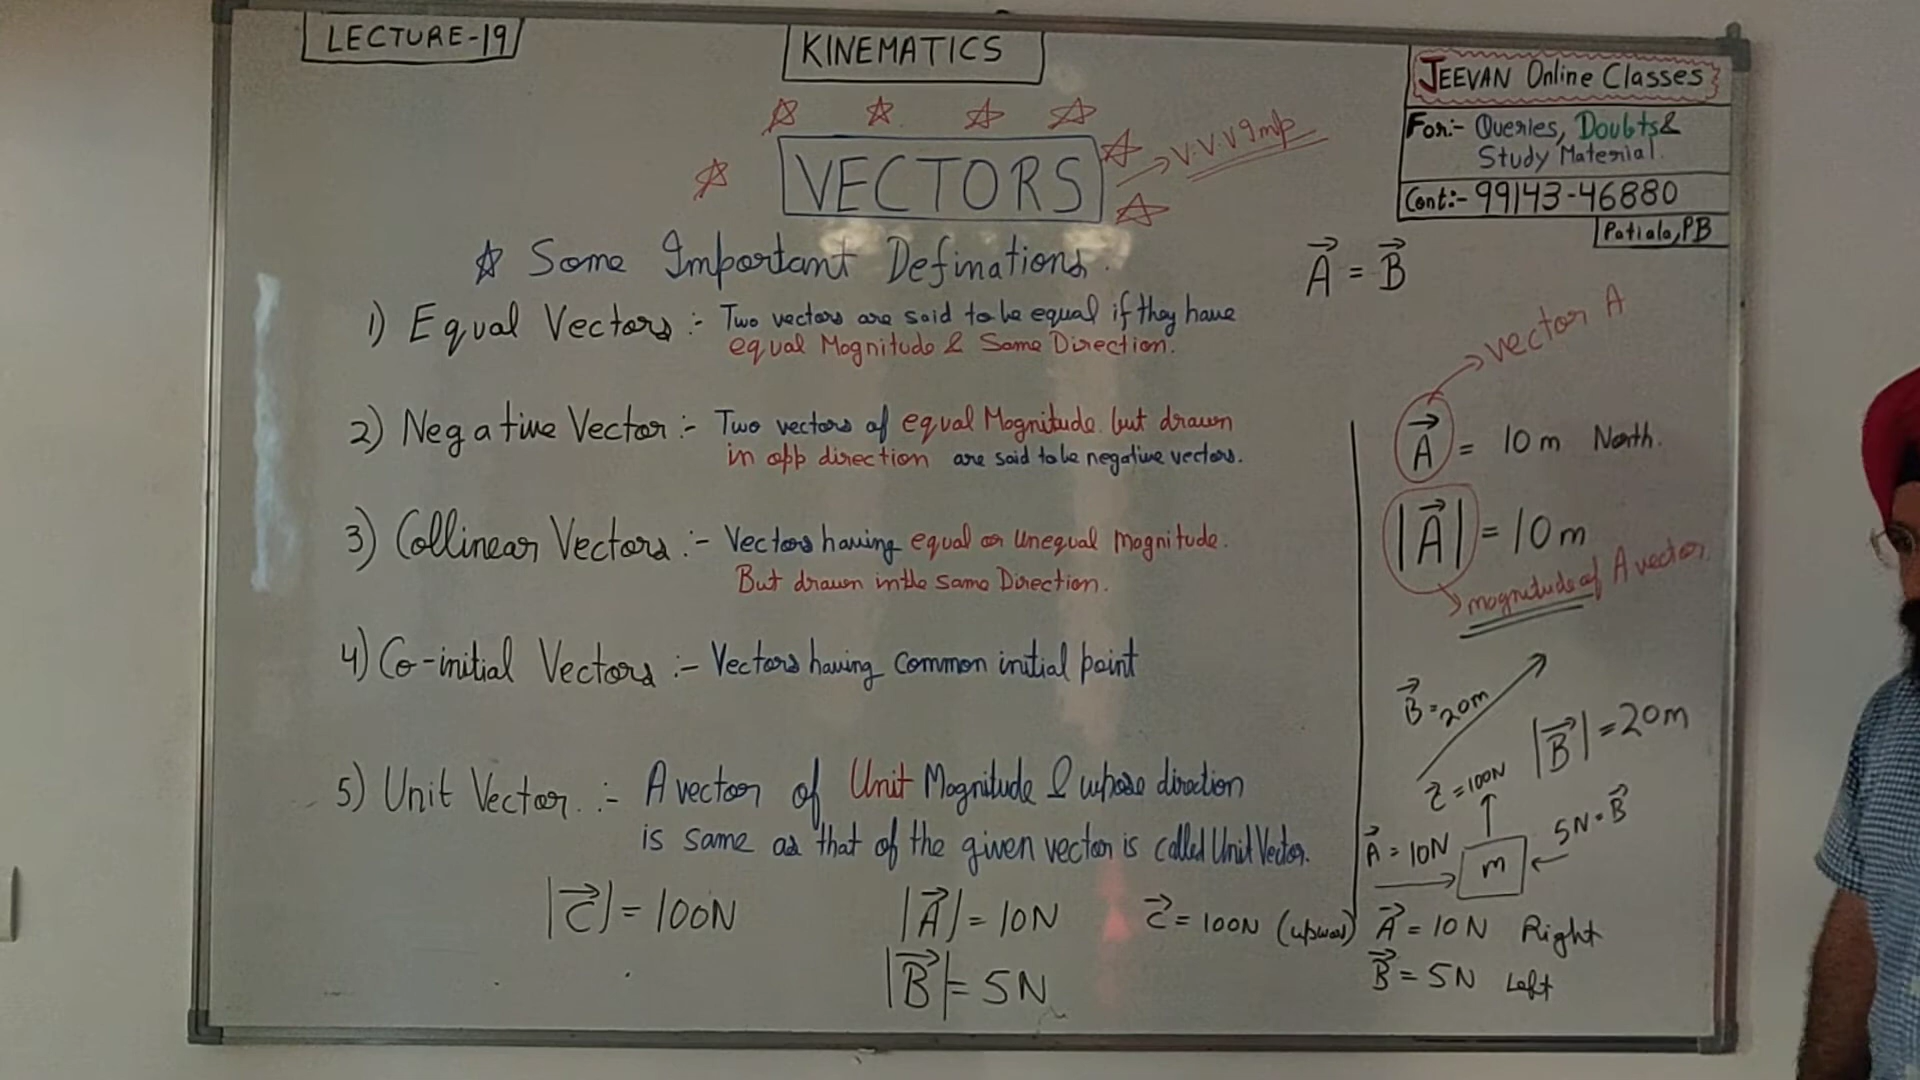 LECTURE-19
KINEMATICS
JEEVAN Online Classes
For:- Queries, Doubts &
Study Material.
Cont:- 99143-46880
Patiala, PB
VECTORS
→ V.V.V Imp
☆ Some Important Definations.
A⃗ = B⃗
1) Equal Vectors :- Two vectors are said to be equal if they have
equal Magnitude & Same Direction.
2) Negative Vector :- Two vectors of equal Magnitude but drawn
in opp direction are said to be negative vectors.
3) Collinear Vectors :- Vectors having equal or unequal magnitude.
But drawn in the same Direction.
4) Co-initial Vectors :- Vectors having common initial point
5) Unit Vector :- A vector of Unit Magnitude & whose direction
is same as that of the given vector is called Unit Vector.
|C⃗| = 100N
|A⃗| = 10N
|B⃗| = 5N
C⃗ = 100N (upward)
→ vector A
A⃗ = 10 m North.
|A⃗| = 10 m
→ magnitude of A vector.
B⃗ = 20m
|B⃗| = 20m
C⃗ = 100N
5N = B⃗
A⃗ = 10N
m
A⃗ = 10 N Right
B⃗ = 5N Left